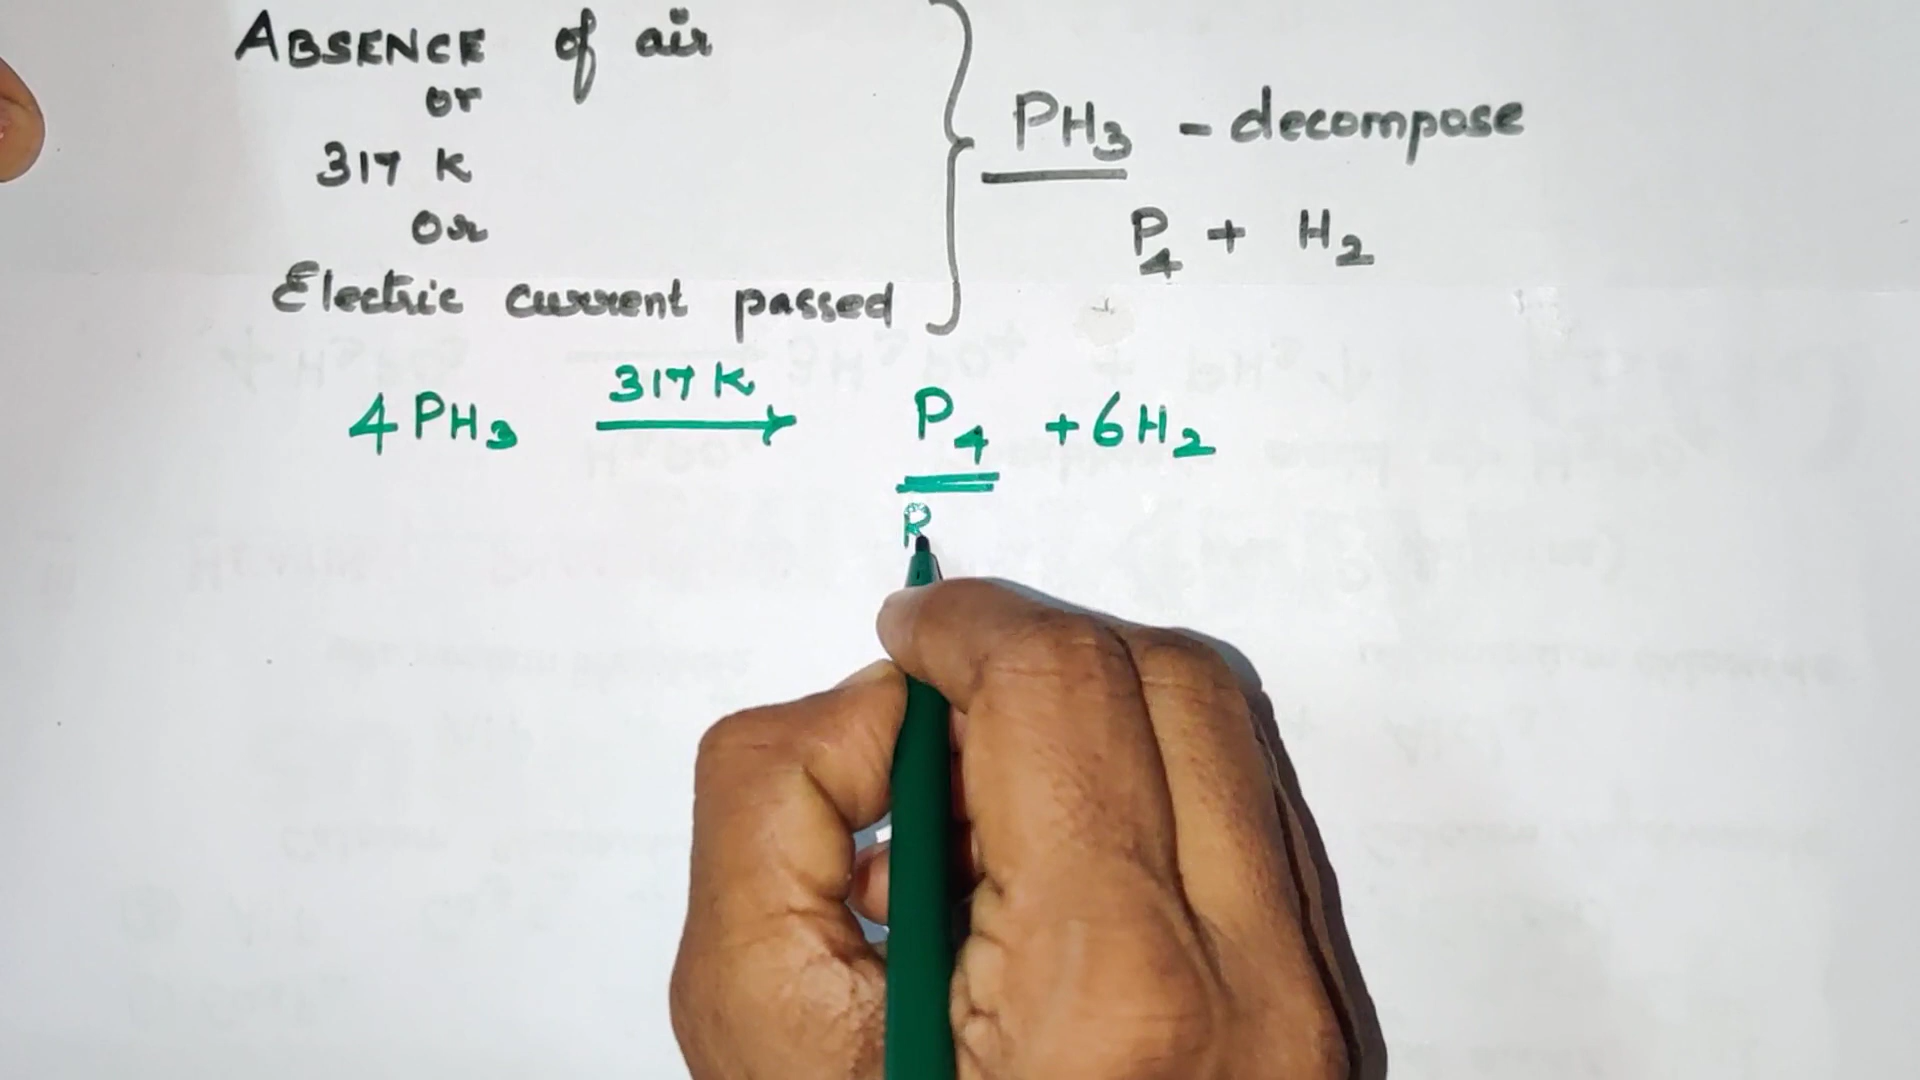 ABSENCE of air
or
317 K
or
Electric current passed
PH3 - decompose
P4 + H2
4PH3 317 K → P4 + 6H2
R